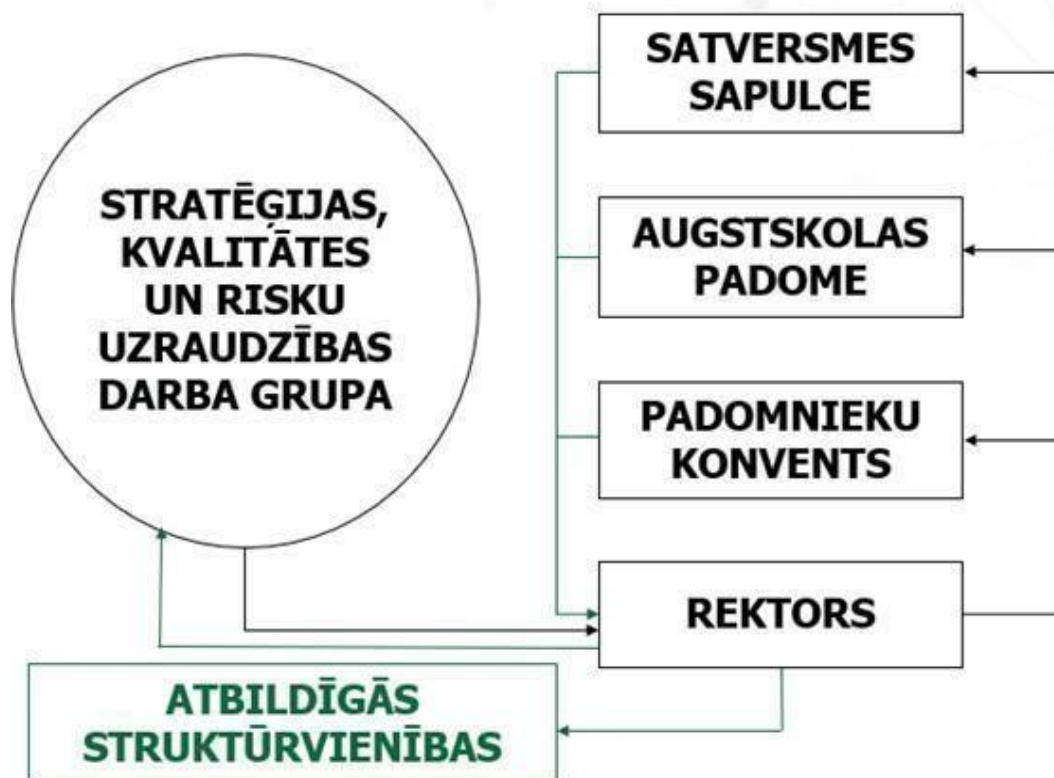 STRATĒĢIJAS,
KVALITĀTES
UN RISKU
UZRAUDZĪBAS
DARBA GRUPA
SATVERSMES
SAPULCE
AUGSTSKOLAS
PADOME
PADOMNIEKU
KONVENTS
REKTORS
ATBILDĪGĀS
STRUKTŪRVIENĪBAS